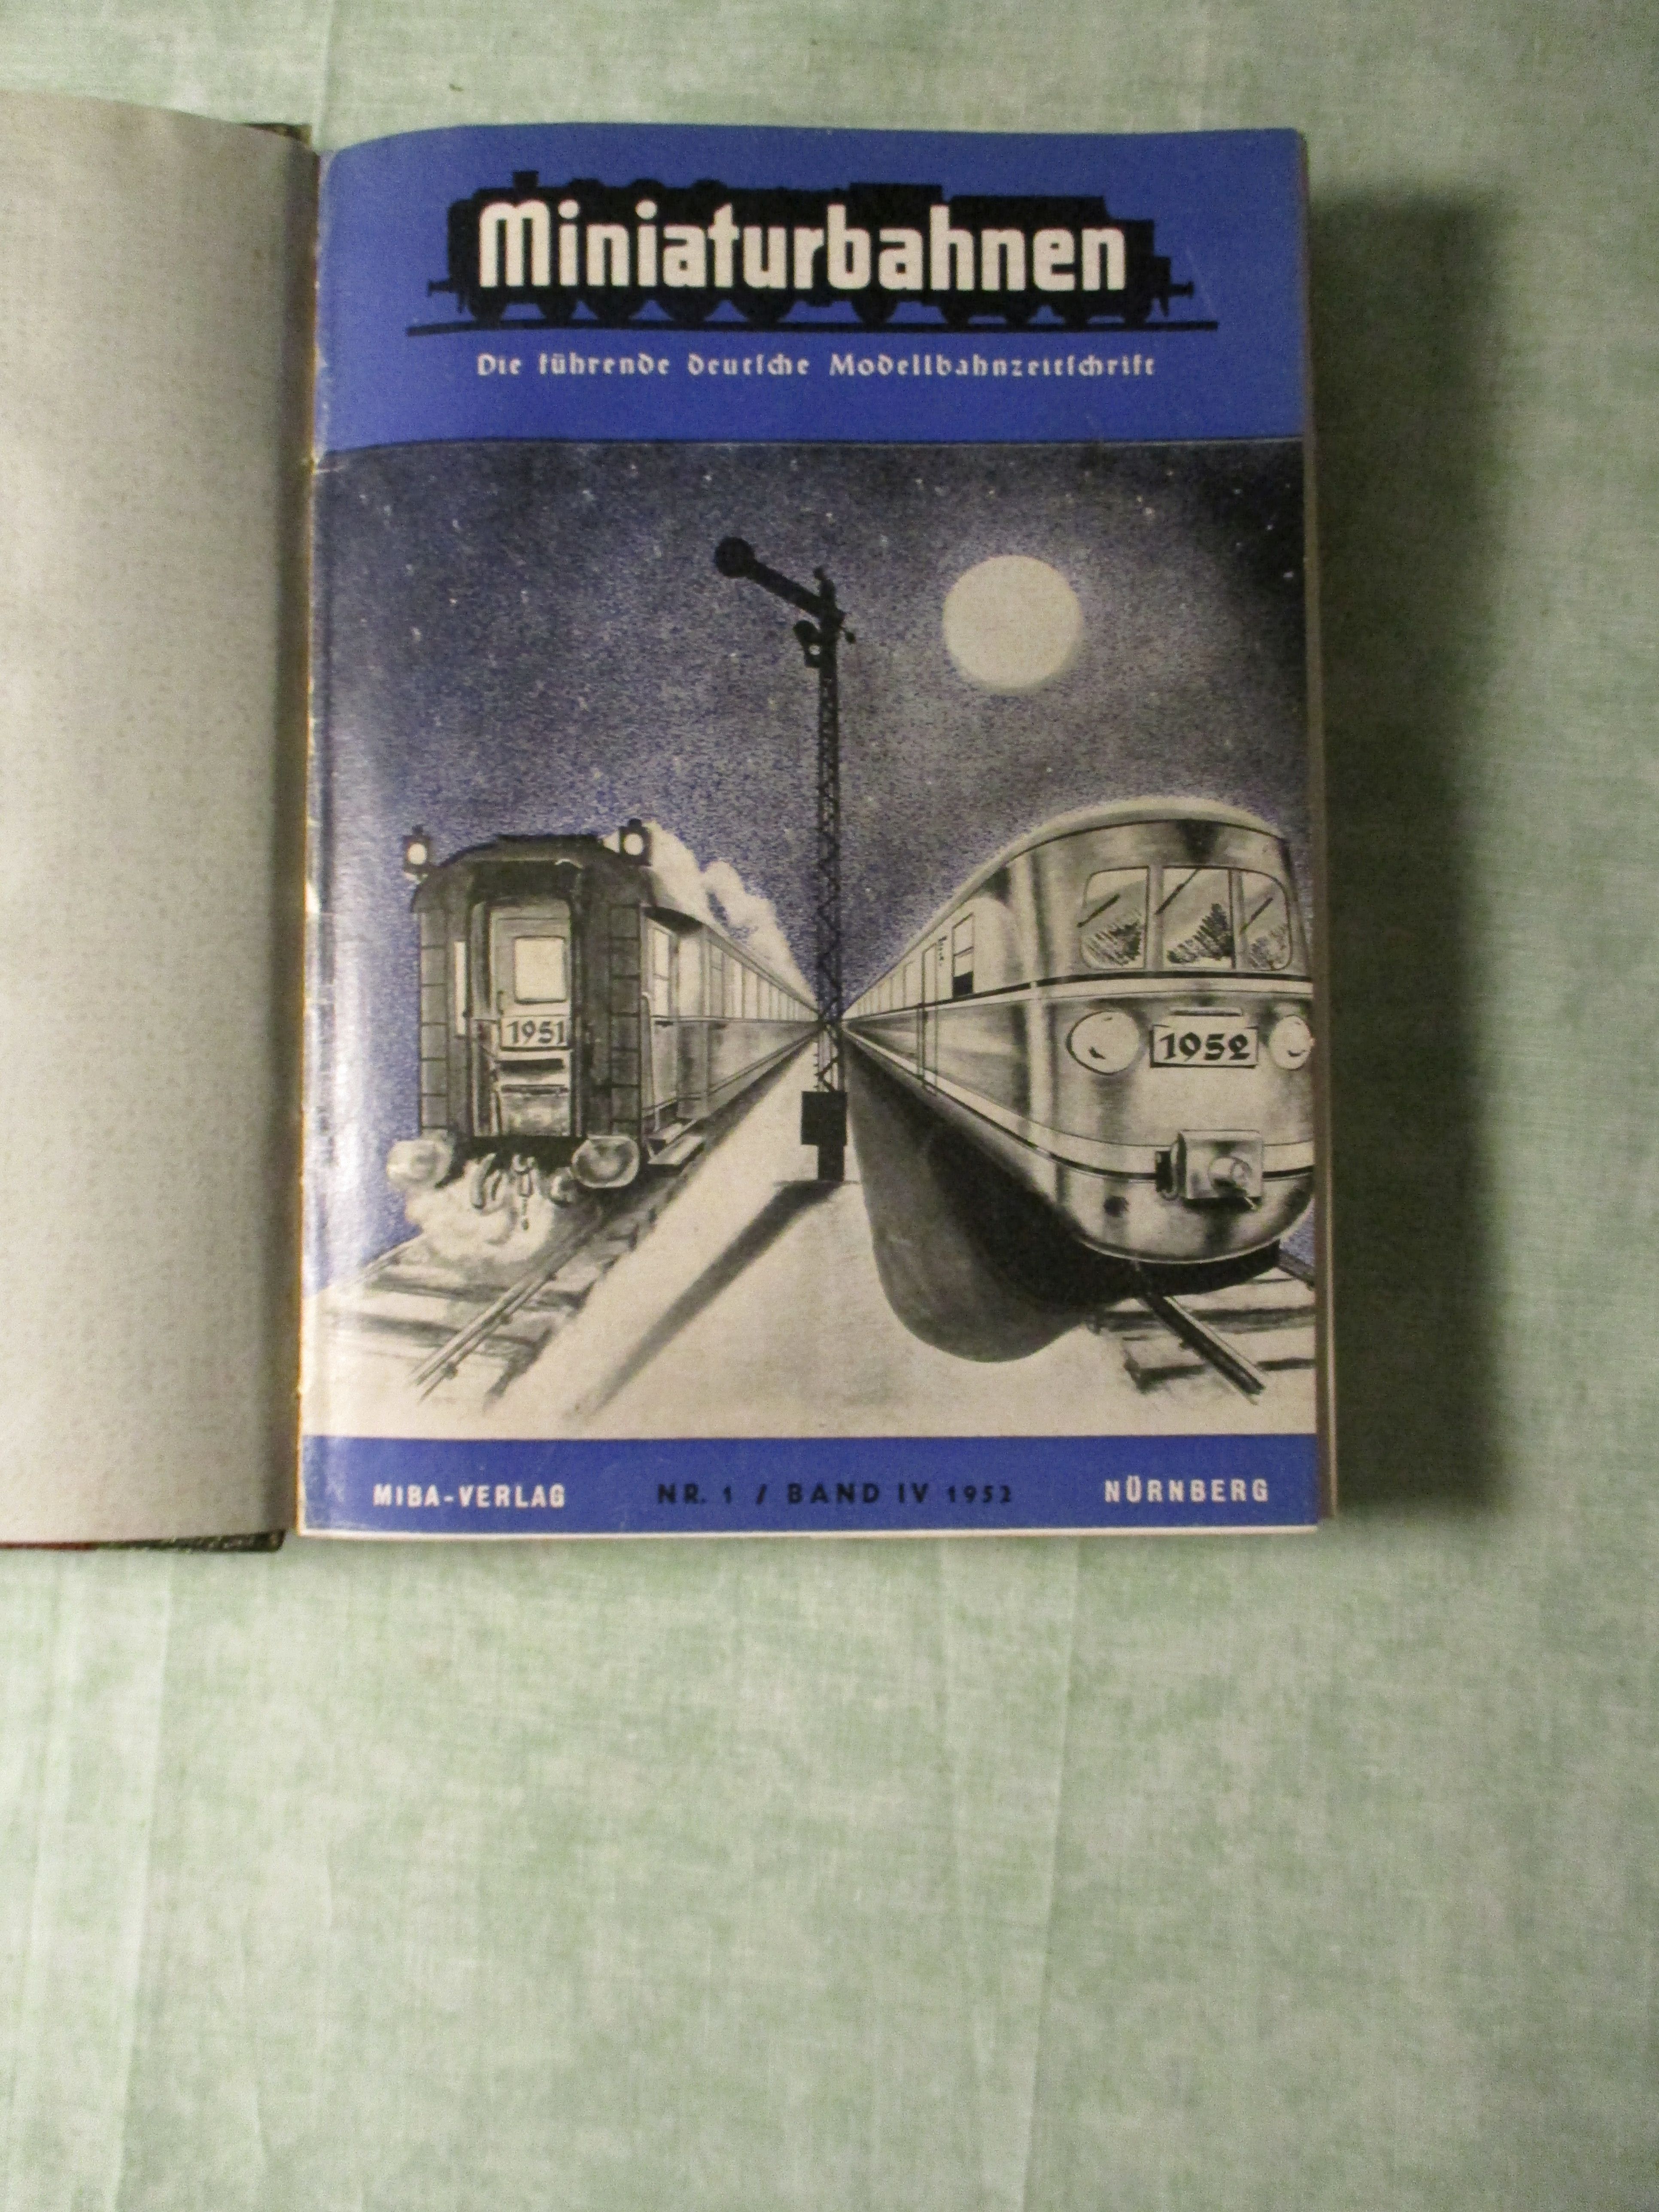 Miniaturbahnen
Die führende deutsche Modellbahnzeitschrift
1951
1952
MIBA-VERLAG NR. 1 / BAND IV 1952 NÜRNBERG